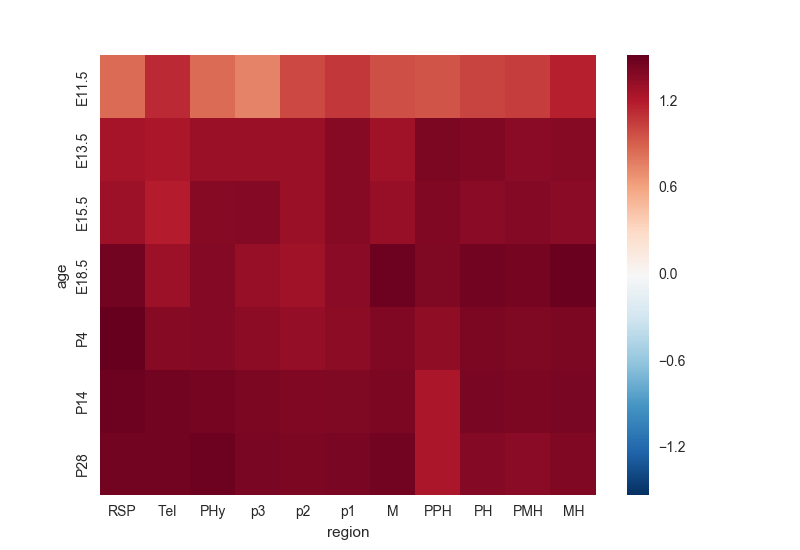 age
E11.5
E13.5
E15.5
E18.5
P4
P14
P28
RSP Tel PHy p3 p2 p1 M PPH PH PMH MH
region
1.2
0.6
0.0
−0.6
−1.2